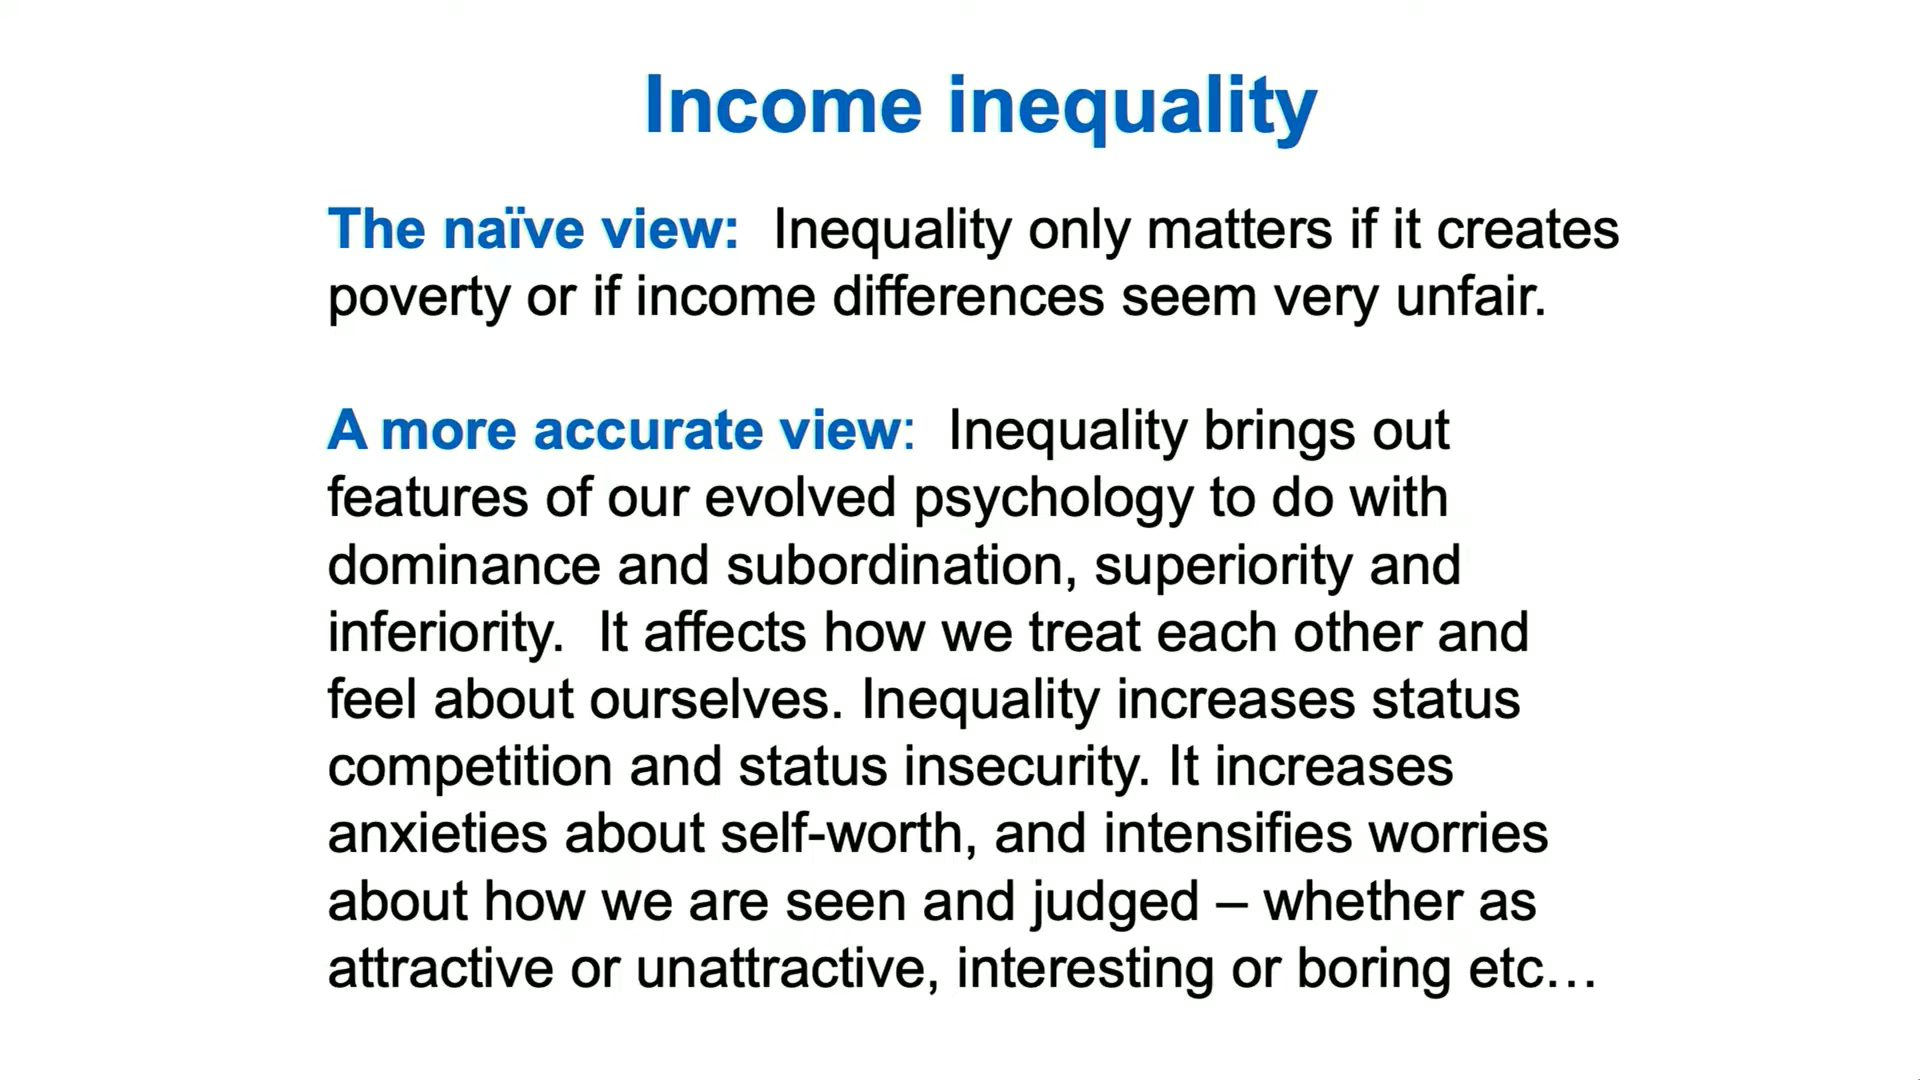 Income inequality
The naïve view:  Inequality only matters if it creates
poverty or if income differences seem very unfair.
A more accurate view:  Inequality brings out
features of our evolved psychology to do with
dominance and subordination, superiority and
inferiority.  It affects how we treat each other and
feel about ourselves. Inequality increases status
competition and status insecurity. It increases
anxieties about self-worth, and intensifies worries
about how we are seen and judged – whether as
attractive or unattractive, interesting or boring etc…